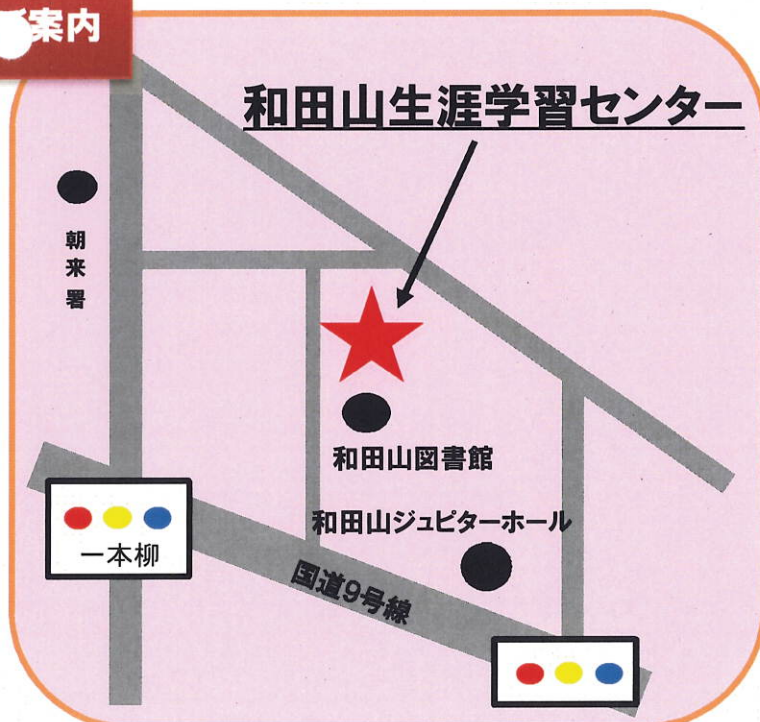 案内
和田山生涯学習センター
朝来署
和田山図書館
和田山ジュピターホール
一本柳
国道9号線